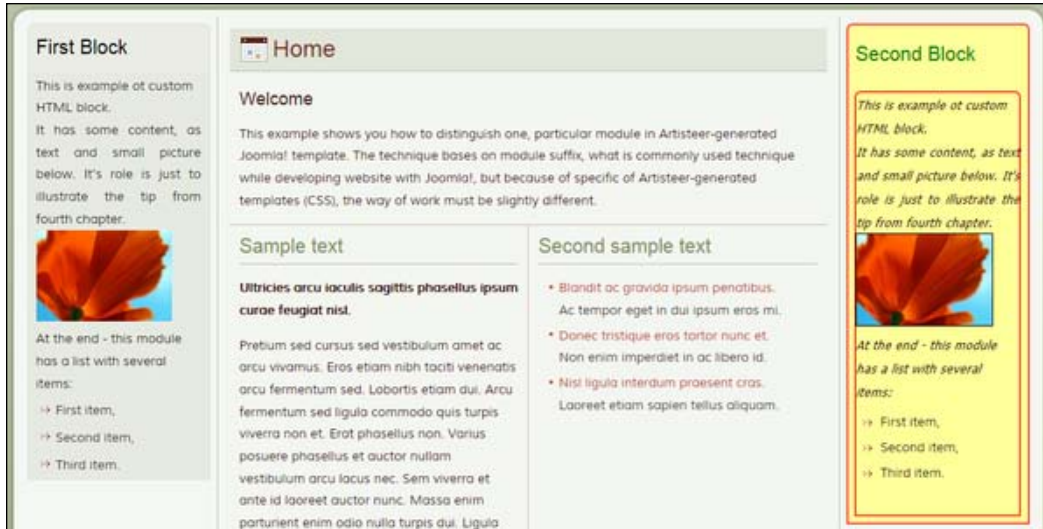 First Block
This is example ot custom
HTML block.
It has some content, as
text and small picture
below. It's role is just to
illustrate the tip from
fourth chapter.
At the end - this module
has a list with several
items:
First item,
Second item,
Third item.
Home
Welcome
This example shows you how to distinguish one, particular module in Artisteer-generated
Joomla! template. The technique bases on module suffix, what is commonly used technique
while developing website with Joomla!, but because of specific of Artisteer-generated
templates (CSS), the way of work must be slightly different.
Sample text
Ultricies arcu iaculis sagittis phasellus ipsum
curae feugiat nisl.
Pretium sed cursus sed vestibulum amet ac
arcu vivamus. Eros etiam nibh taciti venenatis
arcu fermentum sed. Lobortis etiam dui. Arcu
fermentum sed ligula commodo quis turpis
viverra non et. Erat phasellus non. Varius
posuere phasellus et auctor nullam
vestibulum arcu lacus nec. Sem viverra et
ante id laoreet auctor nunc. Massa enim
parturient enim odio nulla turpis dui. Ligula
Second sample text
Blandit ac gravida ipsum penatibus.
Ac tempor eget in dui ipsum eros mi.
Donec tristique eros tortor nunc et.
Non enim imperdiet in ac libero id.
Nisl ligula interdum praesent cras.
Laoreet etiam sapien tellus aliquam.
Second Block
This is example ot custom
HTML block.
It has some content, as text
and small picture below. It's
role is just to illustrate the
tip from fourth chapter.
At the end - this module
has a list with several
items:
First item,
Second item,
Third item.